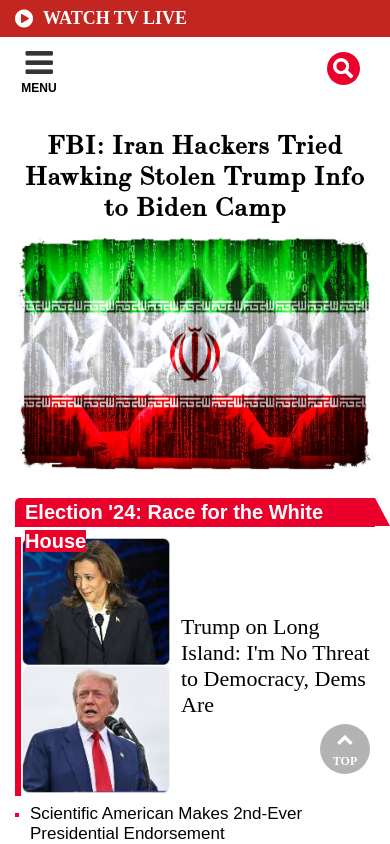 WATCH TV LIVE
MENU
FBI: Iran Hackers Tried
Hawking Stolen Trump Info
to Biden Camp
Election '24: Race for the White
House
Trump on Long
Island: I'm No Threat
to Democracy, Dems
Are
TOP
Scientific American Makes 2nd-Ever
Presidential Endorsement